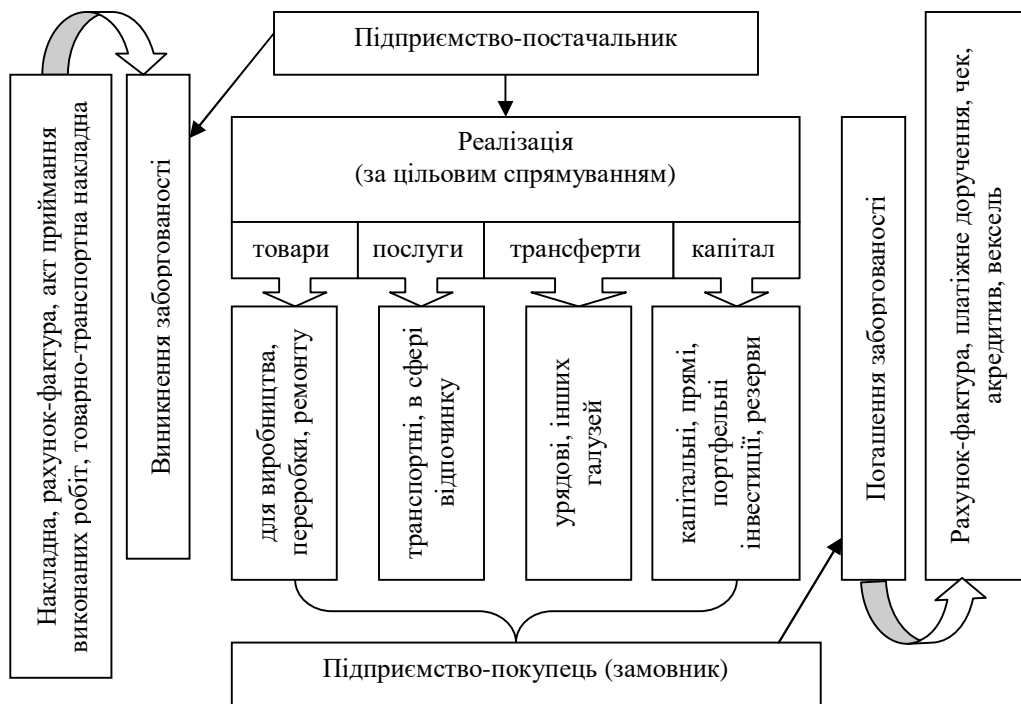 Підприємство-постачальник
Накладна, рахунок-фактура, акт приймання
виконаних робіт, товарно-транспортна накладна
Виникнення заборгованості
Реалізація
(за цільовим спрямуванням)
товари
послуги
трансферти
капітал
для виробництва,
переробки, ремонту
транспортні, в сфері
відпочинку
урядові, інших
галузей
капітальні, прямі,
портфельні
інвестиції, резерви
Погашення заборгованості
Рахунок-фактура, платіжне доручення, чек,
акредитив, вексель
Підприємство-покупець (замовник)